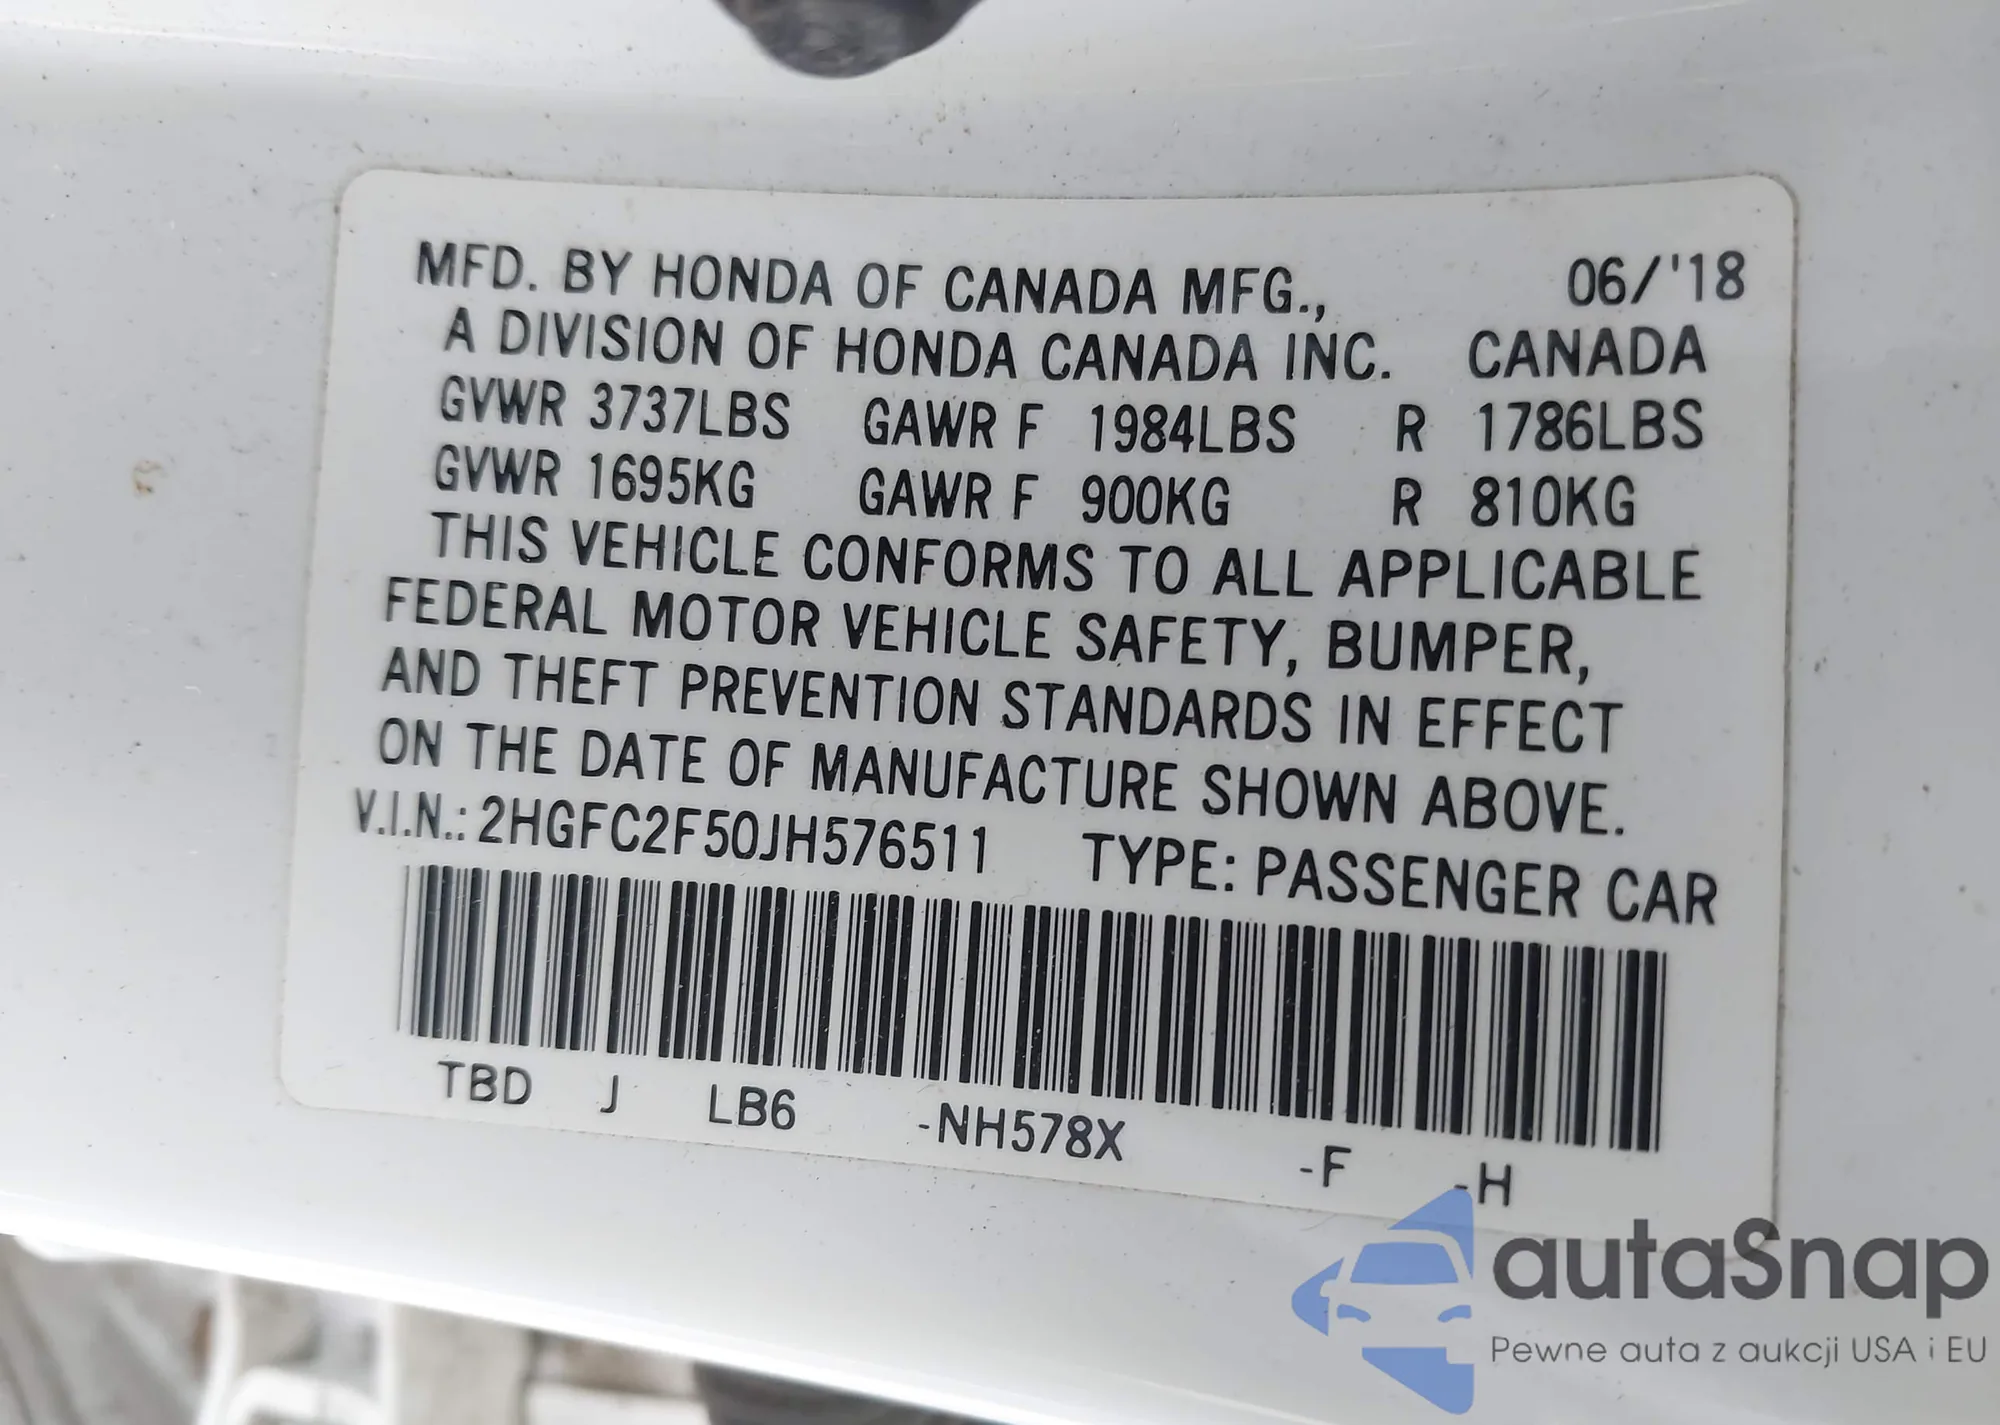 MFD. BY HONDA OF CANADA MFG., 06/'18
A DIVISION OF HONDA CANADA INC. CANADA
GVWR 3737LBS GAWR F 1984LBS R 1786LBS
GVWR 1695KG GAWR F 900KG R 810KG
THIS VEHICLE CONFORMS TO ALL APPLICABLE
FEDERAL MOTOR VEHICLE SAFETY, BUMPER,
AND THEFT PREVENTION STANDARDS IN EFFECT
ON THE DATE OF MANUFACTURE SHOWN ABOVE.
V.I.N.: 2HGFC2F50JH576511 TYPE: PASSENGER CAR
TBD J LB6 -NH578X -F -H
autaSnap
Pewne auta z aukcji USA i EU